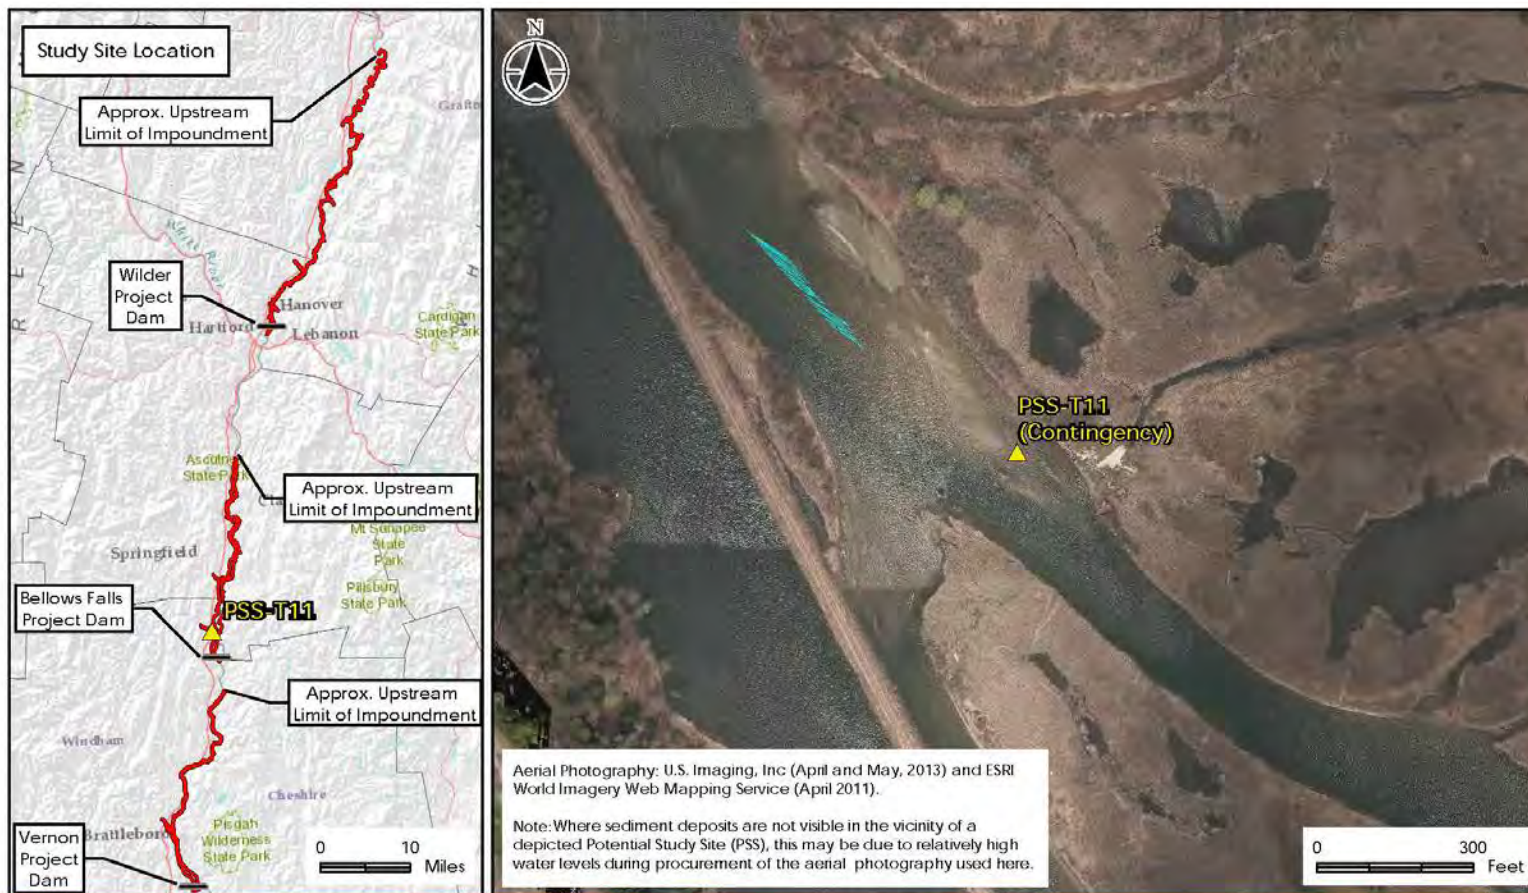 Study Site Location
Approx. Upstream
Limit of Impoundment
Grafto
E N
White River
Wilder
Project
Dam
Hanover
Hartford
Lebanon
H
Cardigan
State Park
R E
Ascutney
State Park
Approx. Upstream
Limit of Impoundment
Cla
Mt Sunapee
State
Park
Springfield
Pillsbury
State Park
Bellows Falls
Project Dam
PSS-T11
Approx. Upstream
Limit of Impoundment
Windham
Cheshire
Vernon
Project
Dam
Brattleboro
Pisgah
Wilderness
State Park
0 10
Miles
N
PSS-T11
(Contingency)
Aerial Photography: U.S. Imaging, Inc (April and May, 2013) and ESRI
World Imagery Web Mapping Service (April 2011).
Note: Where sediment deposits are not visible in the vicinity of a
depicted Potential Study Site (PSS), this may be due to relatively high
water levels during procurement of the aerial photography used here.
0 300
Feet